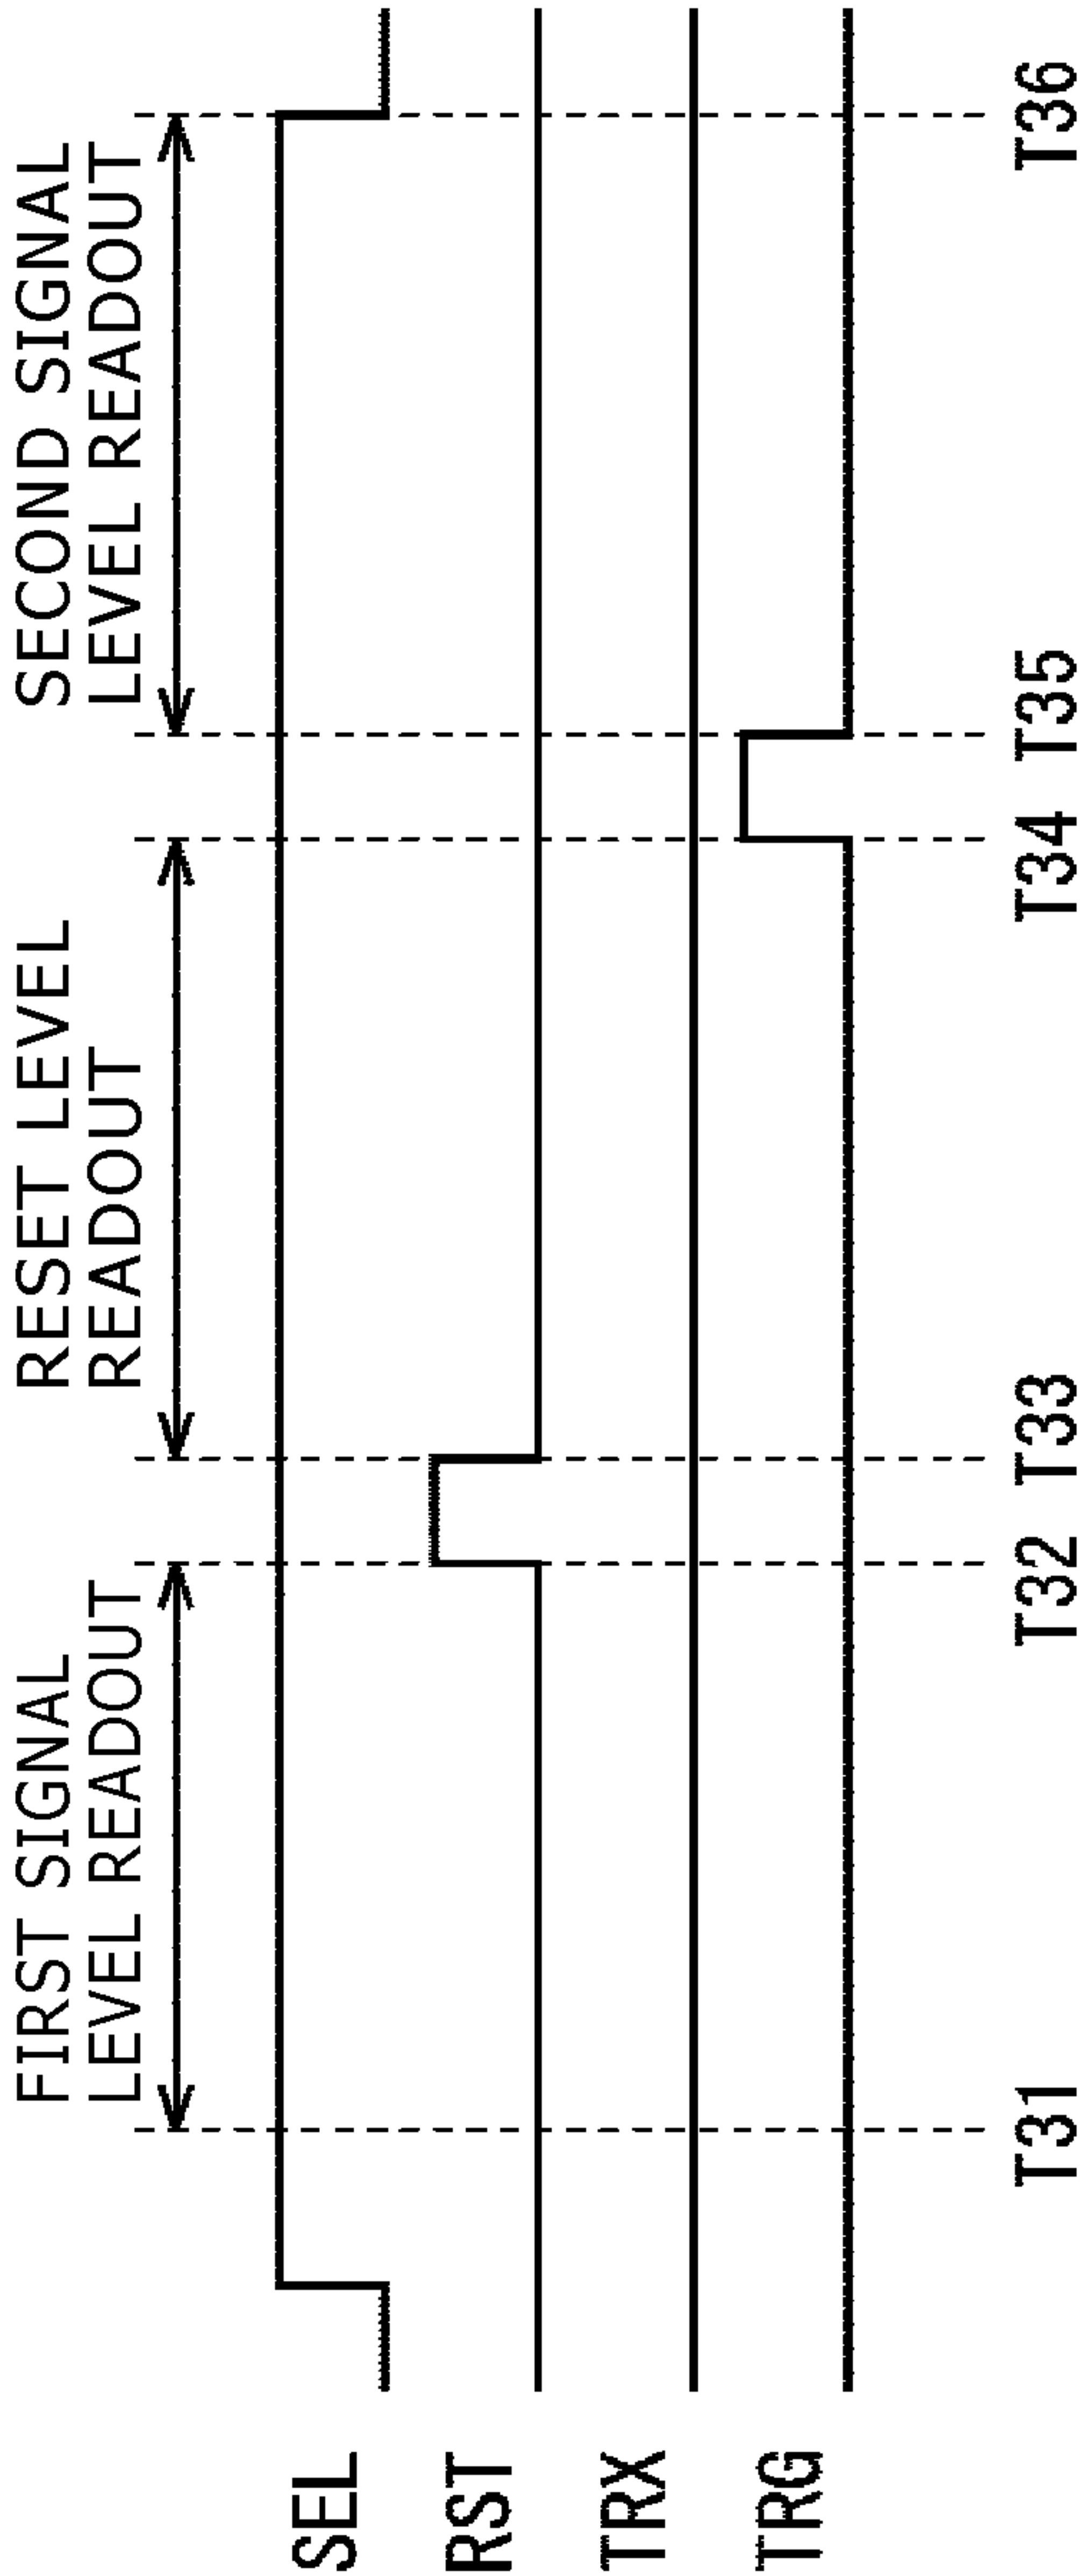 FIRST SIGNAL
LEVEL READOUT
RESET LEVEL
READOUT
SECOND SIGNAL
LEVEL READOUT
SEL
RST
TRX
TRG
T31
T32
T33
T34
T35
T36